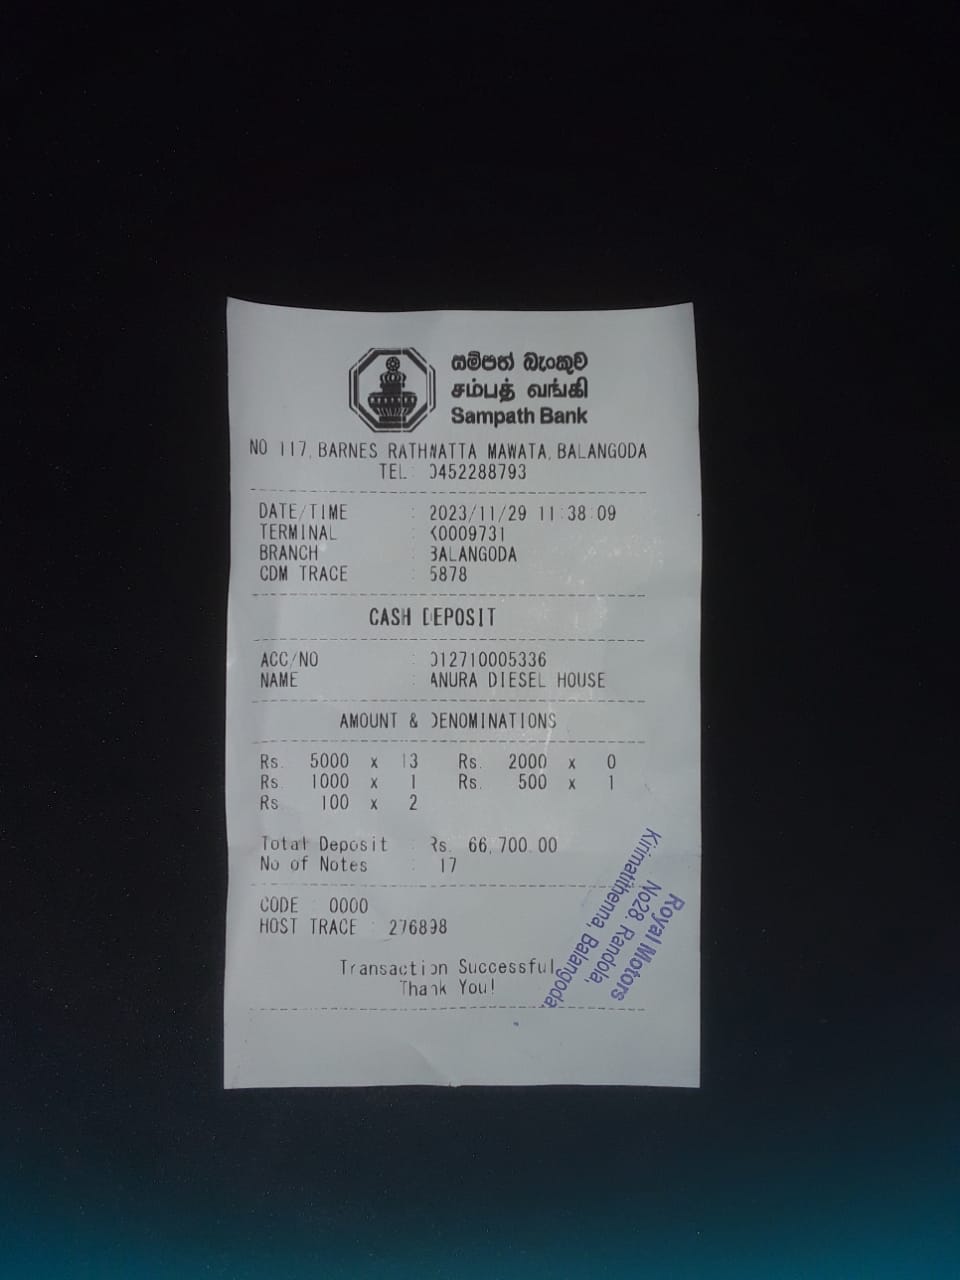 සම්පත් බැංකුව
சம்பத் வங்கி
Sampath Bank
NO 117, BARNES RATHWATTA MAWATA, BALANGODA
TEL : 0452288793
DATE/TIME : 2023/11/29 11:38:09
TERMINAL : K0009731
BRANCH : BALANGODA
CDM TRACE : 5878
CASH DEPOSIT
ACC/NO : 012710005336
NAME : ANURA DIESEL HOUSE
AMOUNT & DENOMINATIONS
Rs. 5000 x 13 Rs. 2000 x 0
Rs. 1000 x 1 Rs. 500 x 1
Rs. 100 x 2
Total Deposit : Rs. 66,700.00
No of Notes : 17
CODE : 0000
HOST TRACE : 276898
Transaction Successful
Thank You!
Royal Motors
No28. Randola,
Kirimatithenna, Balangoda.